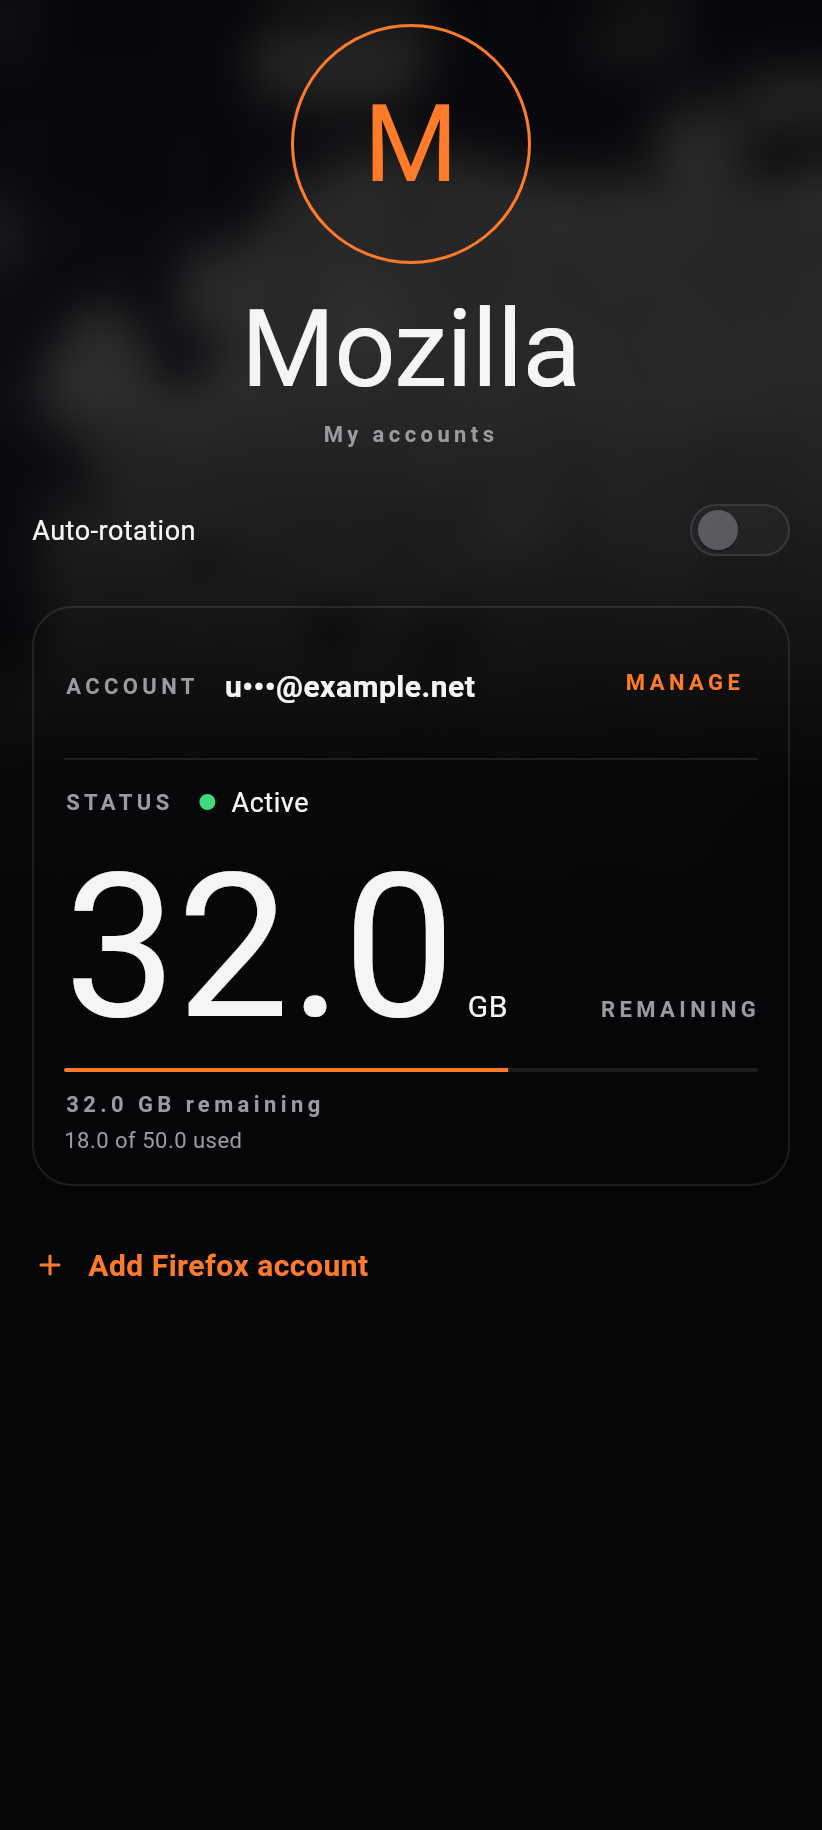 M
Mozilla
My accounts
Auto-rotation
ACCOUNT u•••@example.net MANAGE
STATUS Active
32.0 GB REMAINING
32.0 GB remaining
18.0 of 50.0 used
+ Add Firefox account